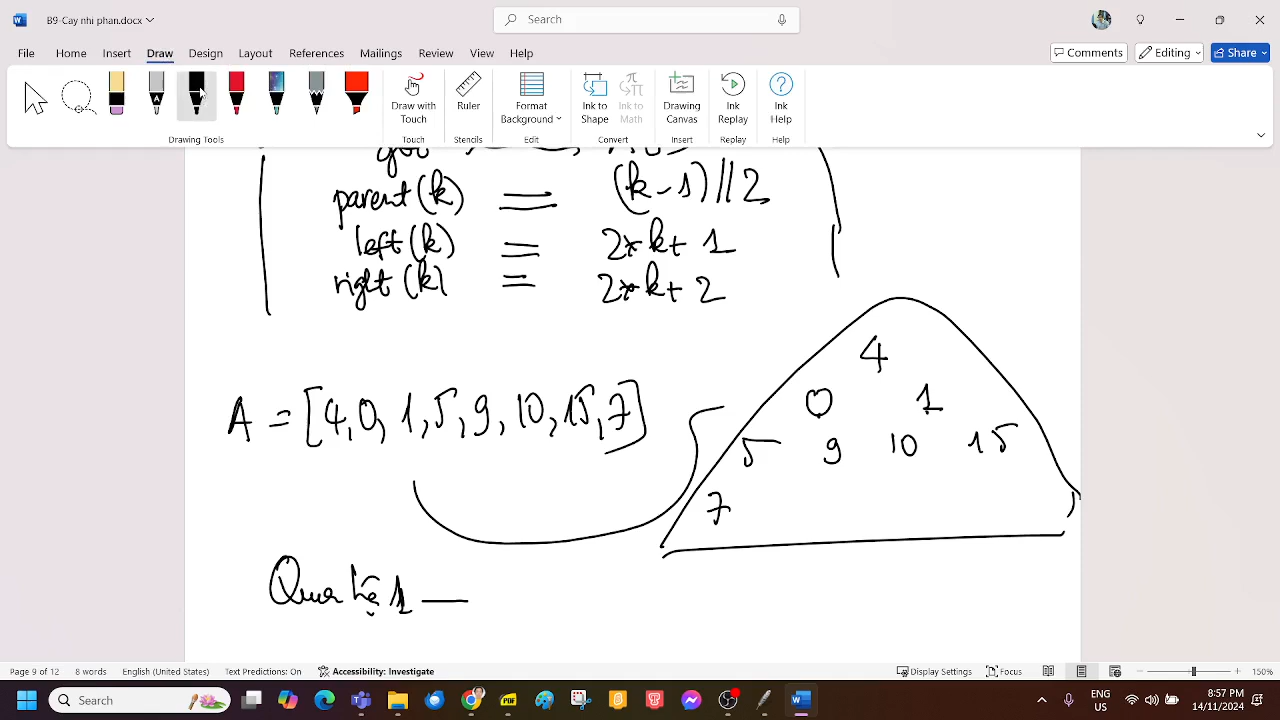 B9-Cay nhi phan.docx
Search
File Home Insert Draw Design Layout References Mailings Review View Help
Comments Editing Share
Draw with Touch
Ruler
Format Background
Ink to Shape
Ink to Math
Drawing Canvas
Ink Replay
Ink Help
Drawing Tools Touch Stencils Edit Convert Insert Replay Help
parent(k) = (k-1)//2
left(k) = 2*k+1
right(k) = 2*k+2
A = [4,0,1,5,9,10,15,7]
4
0 1
5 9 10 15
7
Quan hệ 1 —
Page 9 of 12 8 words English (United States) Text Predictions: On Accessibility: Investigate Display Settings Focus 150%
Search
PDF
ENG US
8:57 PM
14/11/2024